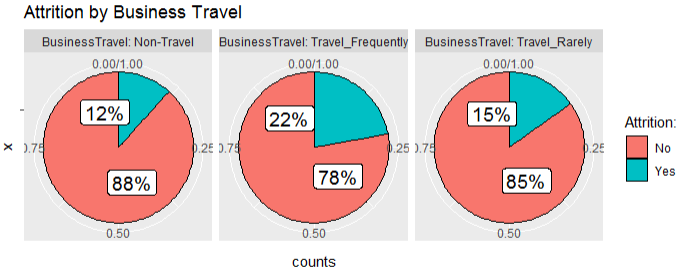 Attrition by Business Travel
BusinessTravel: Non-Travel
BusinessTravel: Travel_Frequently
BusinessTravel: Travel_Rarely
0.00/1.00
0.00/1.00
0.00/1.00
12%
22%
15%
x
0.75
0.25
0.75
0.25
0.75
0.25
88%
78%
85%
0.50
0.50
0.50
counts
Attrition:
No
Yes